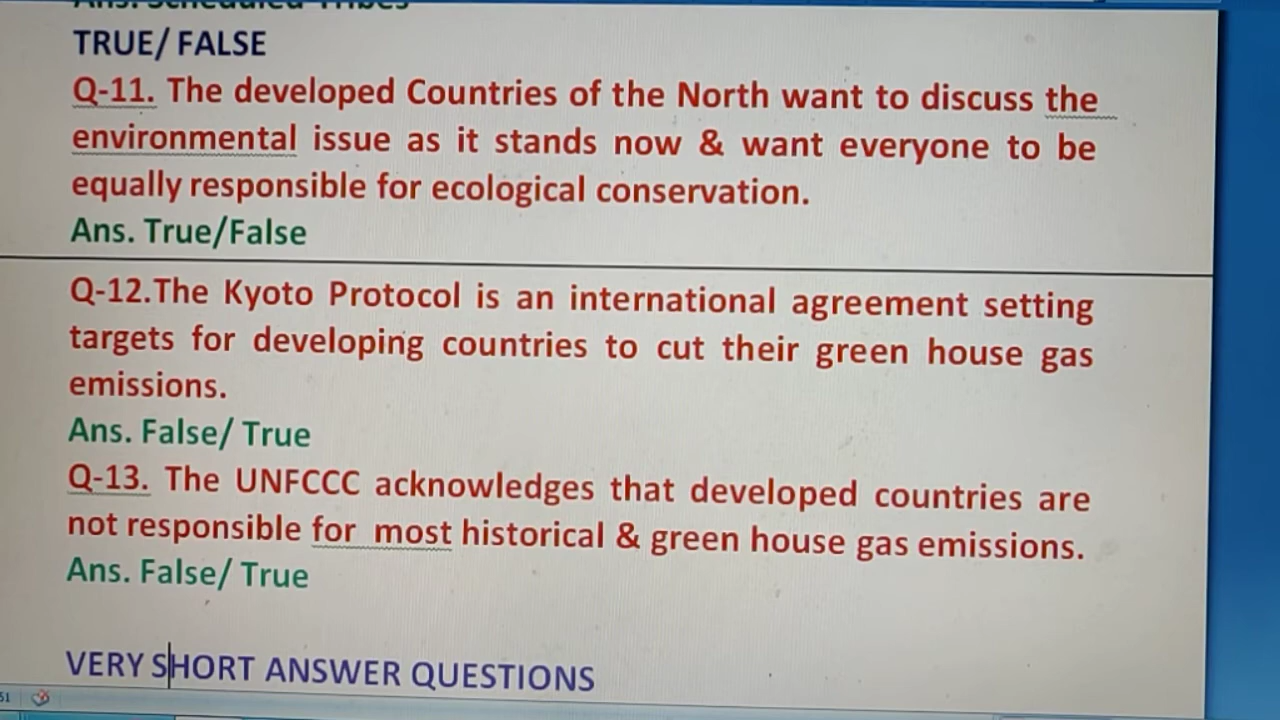 Ans. Scheduled Tribes
TRUE/ FALSE
Q-11. The developed Countries of the North want to discuss the
environmental issue as it stands now & want everyone to be
equally responsible for ecological conservation.
Ans. True/False
Q-12.The Kyoto Protocol is an international agreement setting
targets for developing countries to cut their green house gas
emissions.
Ans. False/ True
Q-13. The UNFCCC acknowledges that developed countries are
not responsible for most historical & green house gas emissions.
Ans. False/ True
VERY SHORT ANSWER QUESTIONS
51